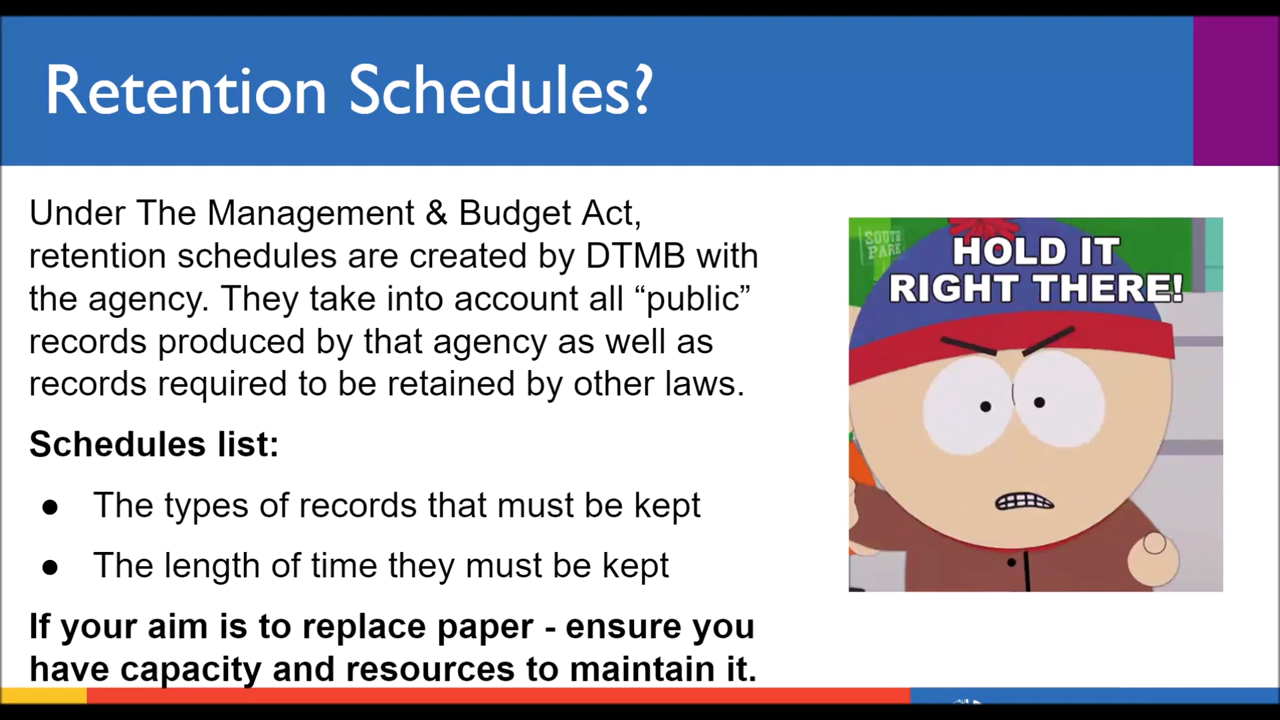 Retention Schedules?
Under The Management & Budget Act,
retention schedules are created by DTMB with
the agency. They take into account all “public”
records produced by that agency as well as
records required to be retained by other laws.
Schedules list:
● The types of records that must be kept
● The length of time they must be kept
If your aim is to replace paper - ensure you
have capacity and resources to maintain it.
SOUTH
PARK
HOLD IT
RIGHT THERE!